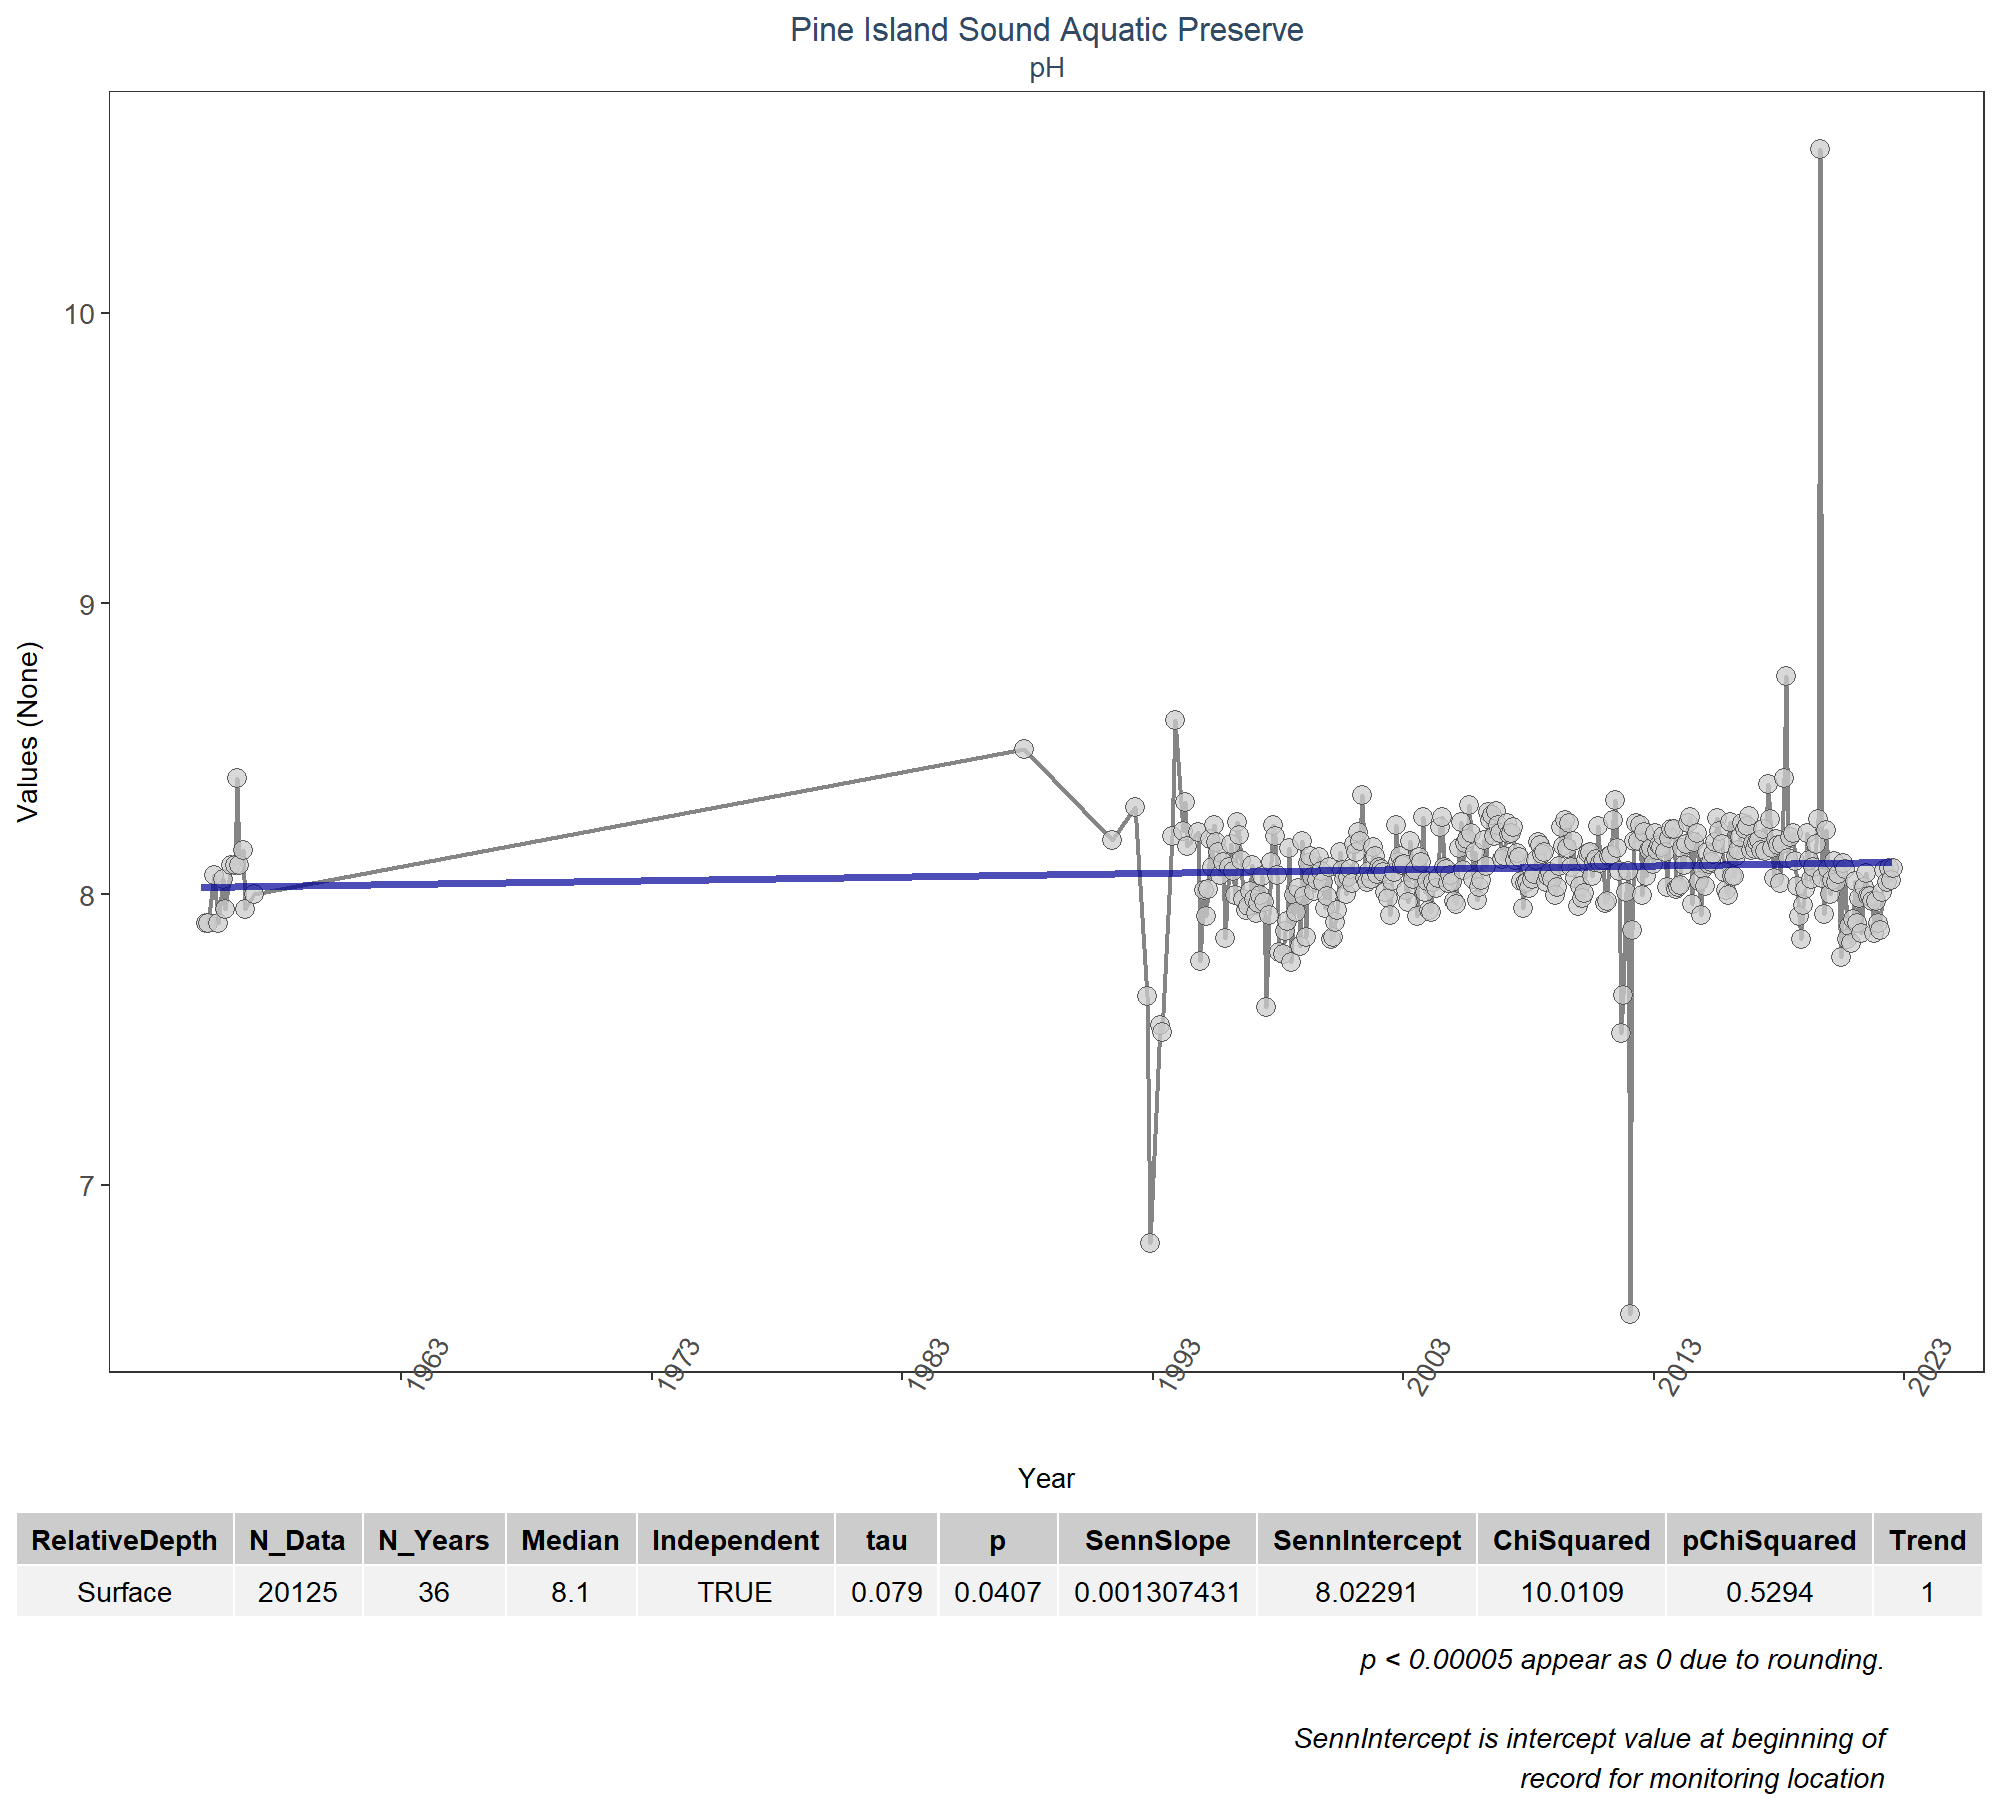 Pine Island Sound Aquatic Preserve
pH
Values (None)
10
9
8
7
1963 1973 1983 1993 2003 2013 2023
Year
RelativeDepth N_Data N_Years Median Independent tau p SennSlope SennIntercept ChiSquared pChiSquared Trend
Surface 20125 36 8.1 TRUE 0.079 0.0407 0.001307431 8.02291 10.0109 0.5294 1
p < 0.00005 appear as 0 due to rounding.
SennIntercept is intercept value at beginning of
record for monitoring location